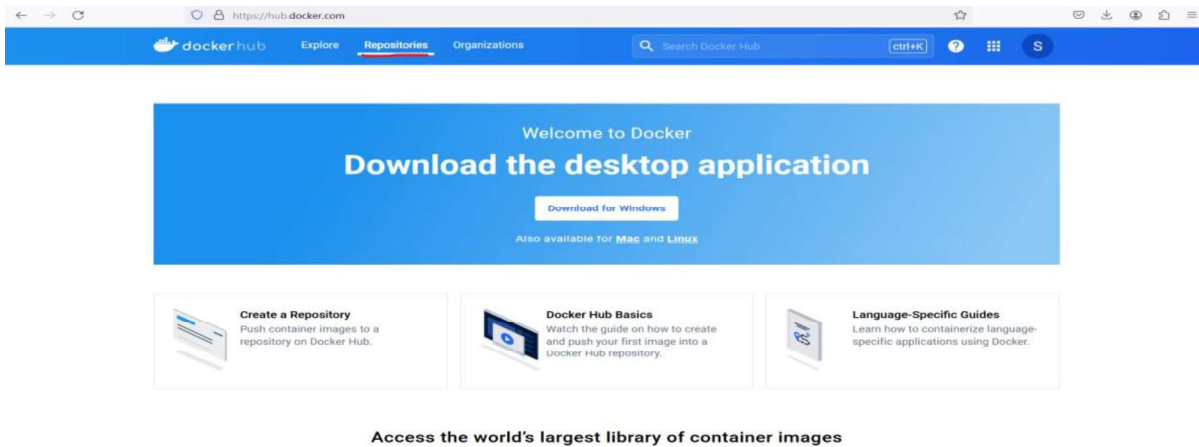 https://hub.docker.com
dockerhub Explore Repositories Organizations Search Docker Hub ctrl+K ? S
Welcome to Docker
Download the desktop application
Download for Windows
Also available for Mac and Linux
Create a Repository
Push container images to a
repository on Docker Hub.
Docker Hub Basics
Watch the guide on how to create
and push your first image into a
Docker Hub repository.
Language-Specific Guides
Learn how to containerize language-
specific applications using Docker.
Access the world's largest library of container images